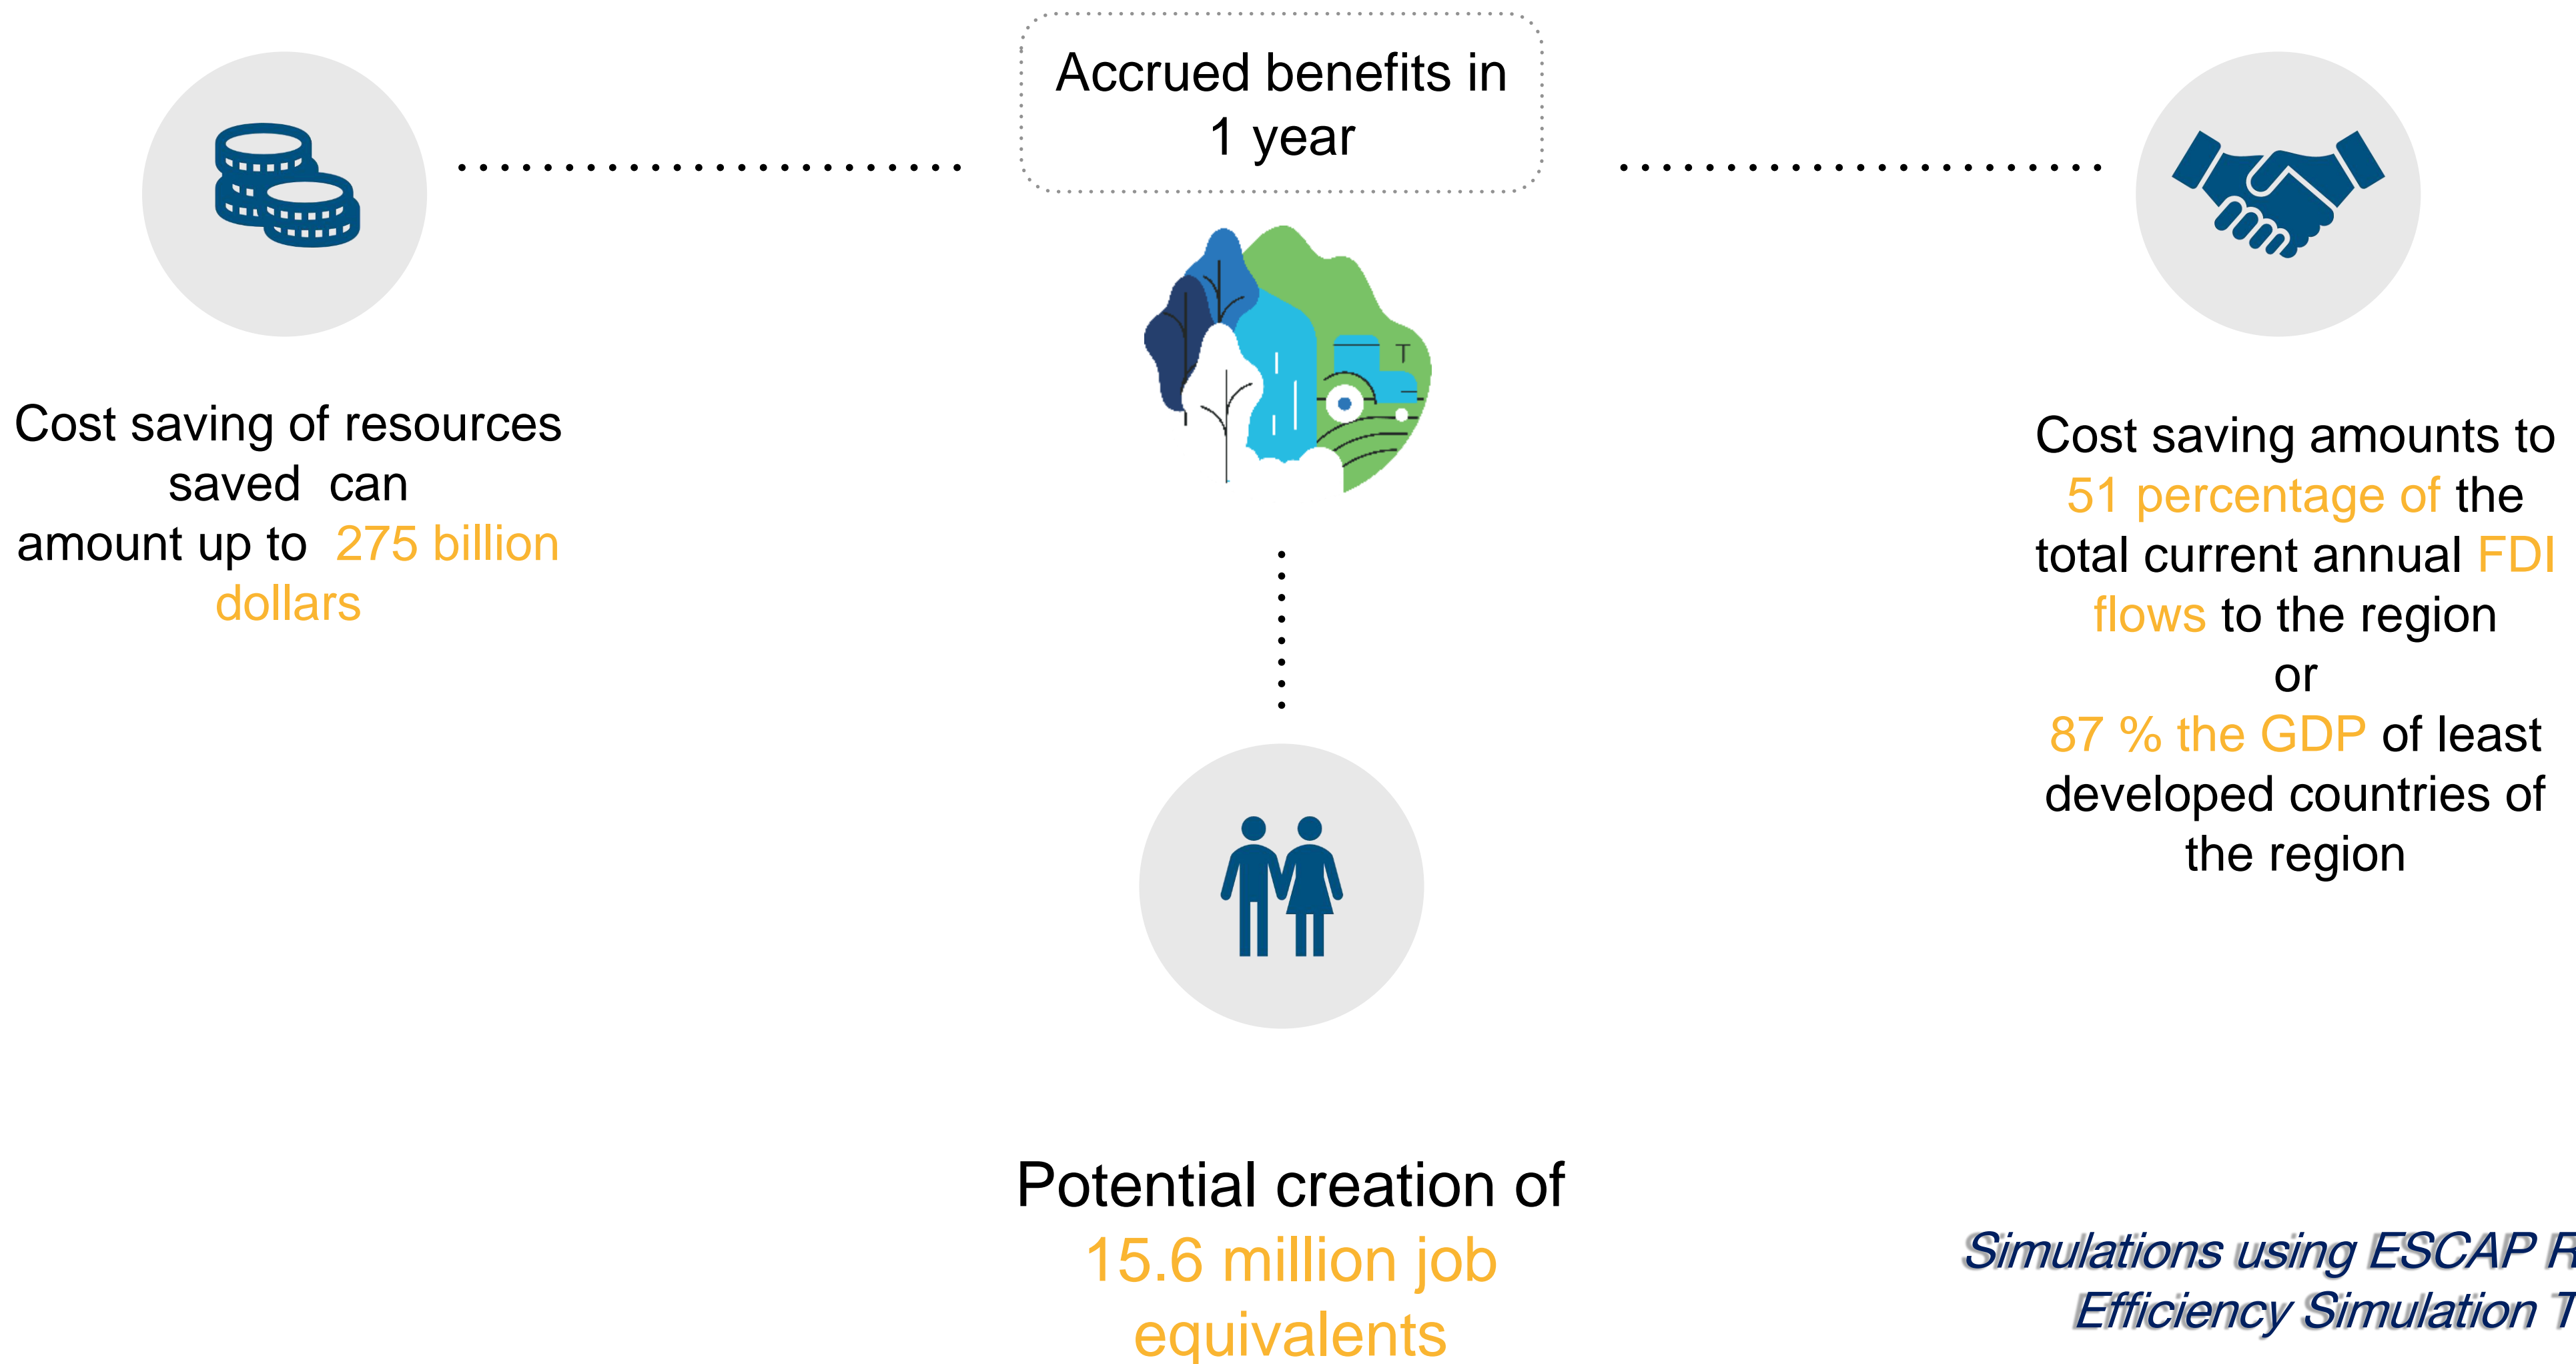 Accrued benefits in
1 year
Cost saving of resources
saved can
amount up to 275 billion
dollars
Cost saving amounts to
51 percentage of the
total current annual FDI
flows to the region
or
87 % the GDP of least
developed countries of
the region
Potential creation of
15.6 million job
equivalents
Simulations using ESCAP R
Efficiency Simulation T